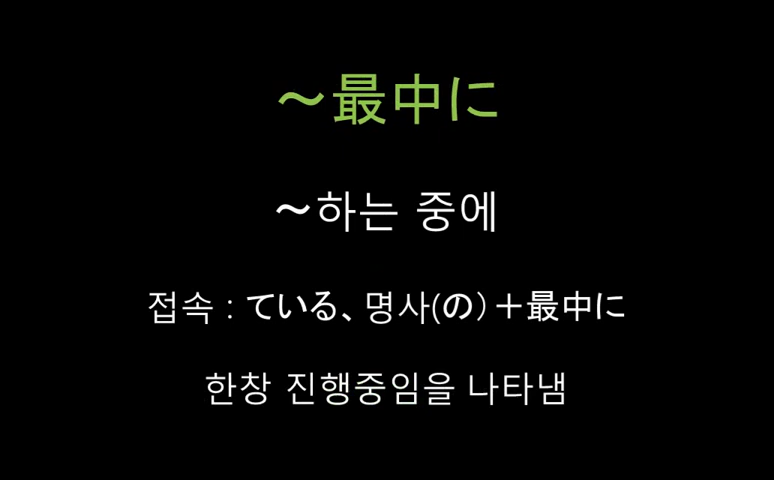 ～最中に
～하는 중에
접속 : ている、명사(の）＋最中に
한창 진행중임을 나타냄